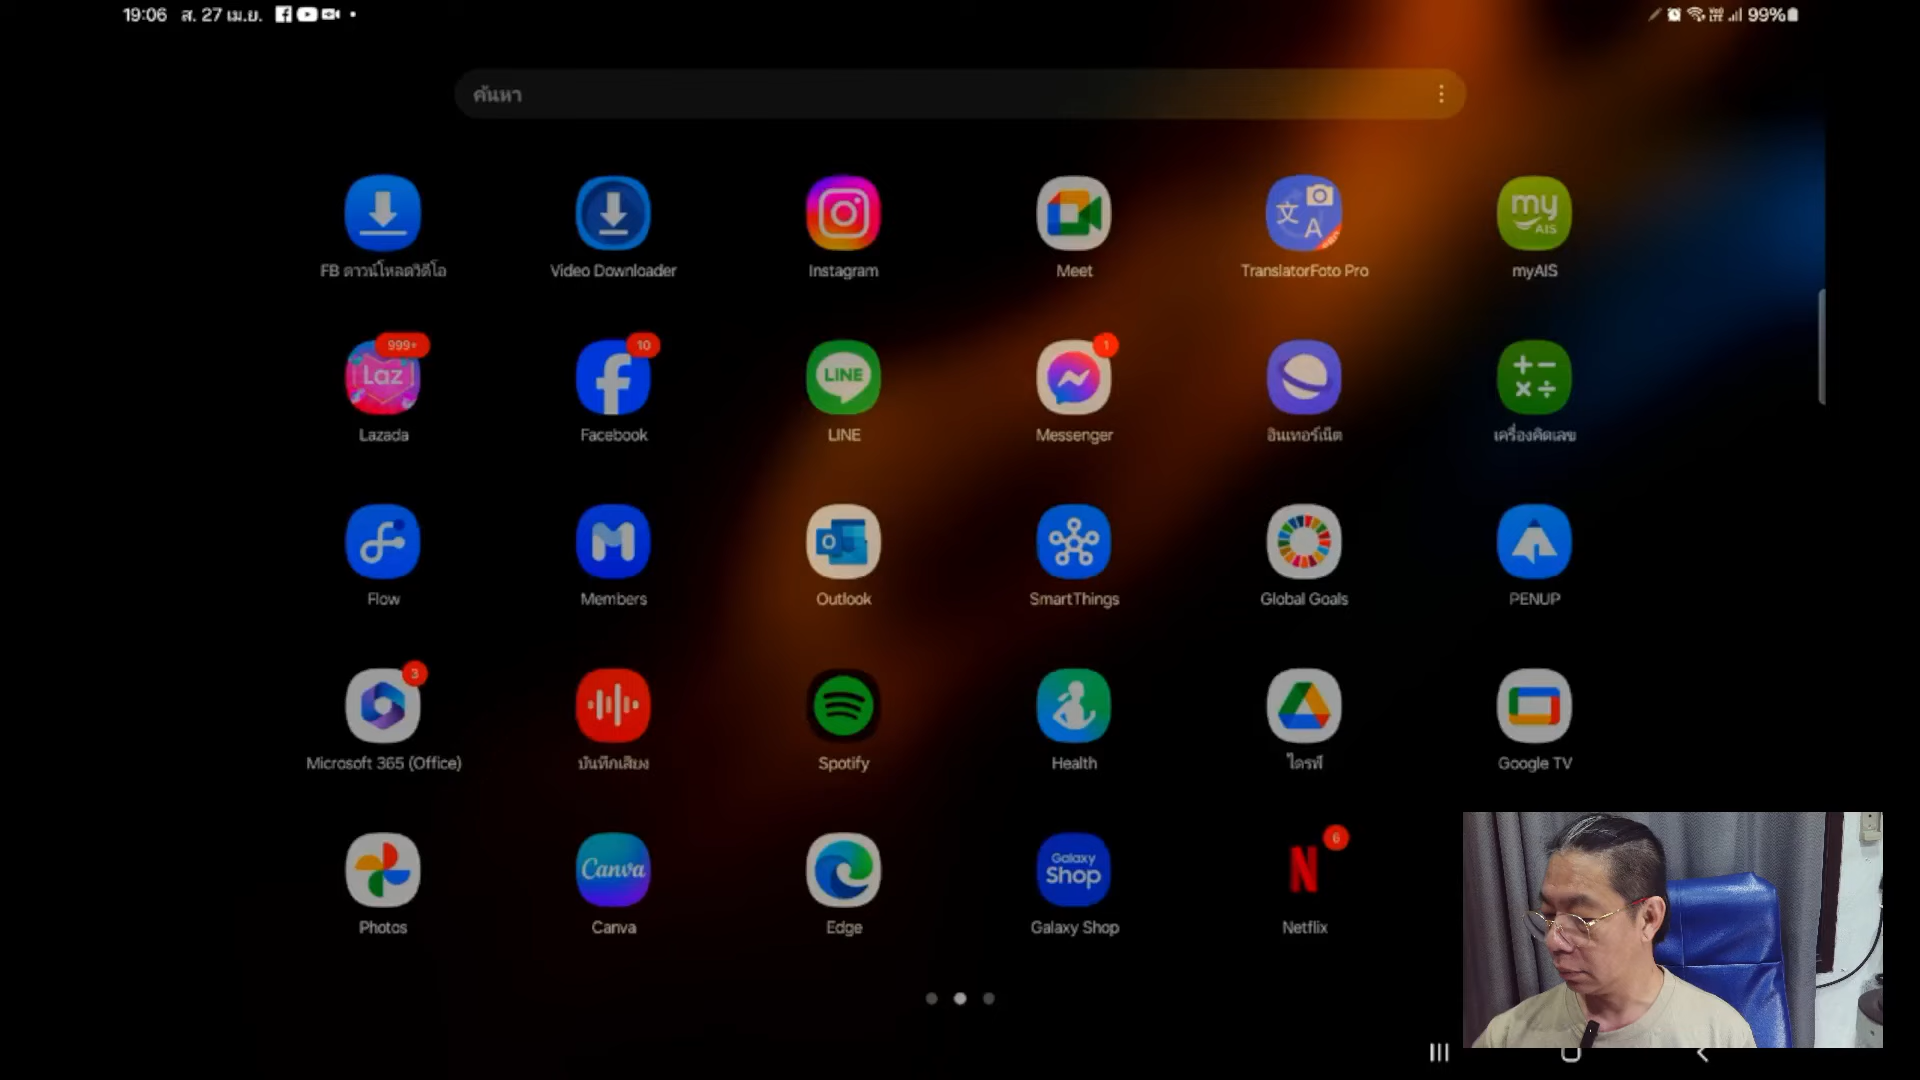 19:06 ส. 27 เม.ย. 99%
ค้นหา
FB ดาวน์โหลดวิดีโอ
Video Downloader
Instagram
Meet
TranslatorFoto Pro
my AIS
myAIS
999+
Laz
Lazada
10
Facebook
LINE
LINE
1
Messenger
อินเทอร์เน็ต
เครื่องคิดเลข
Flow
Members
Outlook
SmartThings
Global Goals
PENUP
3
Microsoft 365 (Office)
บันทึกเสียง
Spotify
Health
ไดรฟ์
Google TV
Photos
Canva
Canva
Edge
Galaxy Shop
Galaxy Shop
6
N
Netflix